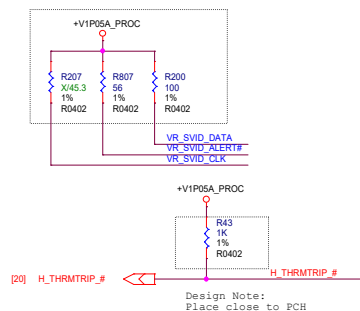 +V1P05A_PROC
R207 R807 R200
X/45.3 56 100
1% 1% 1%
R0402 R0402 R0402
VR_SVID_DATA
VR_SVID_ALERT#
VR_SVID_CLK
+V1P05A_PROC
R43
1K
1%
R0402
[20] H_THRMTRIP_# H_THRMTRIP_#
Design Note:
Place close to PCH